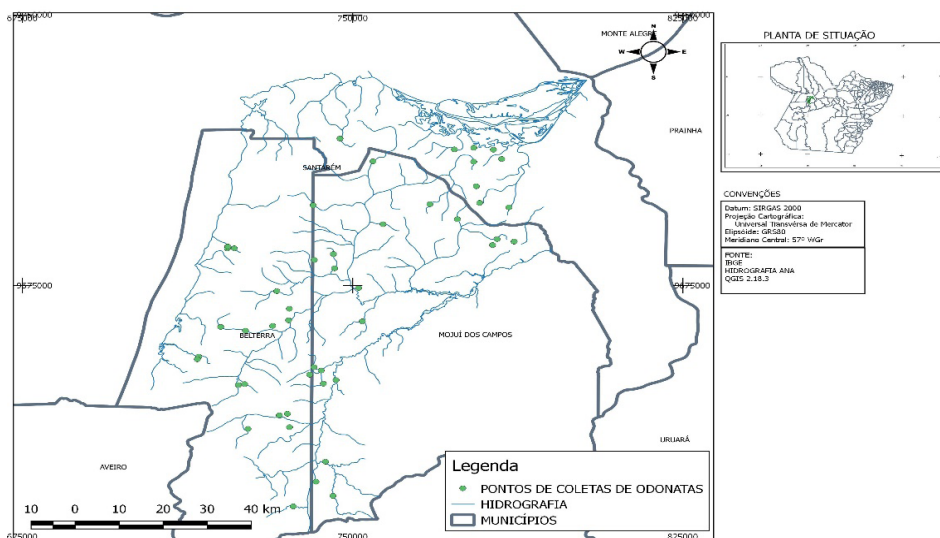 675000
750000
825000
MONTE ALEGRE
N
W
E
S
PRAINHA
SANTARÉM
9675000
9675000
BELTERRA
MOJUÍ DOS CAMPOS
AVEIRO
URUARÁ
10 0 10 20 30 40 km
675000
750000
825000
Legenda
PONTOS DE COLETAS DE ODONATAS
HIDROGRAFIA
MUNICÍPIOS
PLANTA DE SITUAÇÃO
CONVENÇÕES
Datum: SIRGAS 2000
Projeção Cartográfica:
Universal Transvérsa de Mercator
Elipsóide: GRS80
Meridiano Central: 57º WGr
FONTE:
IBGE
HIDROGRAFIA ANA
QGIS 2.18.3